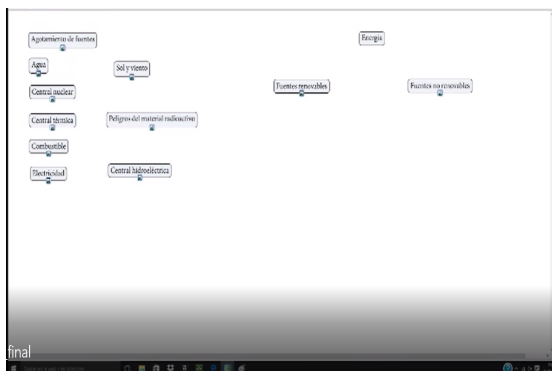 Agotamiento de fuentes
Energía
Agua
Sol y viento
Fuentes renovables
Fuentes no renovables
Central nuclear
Central térmica
Peligros del material radioactivo
Combustible
Electricidad
Central hidroeléctrica
final